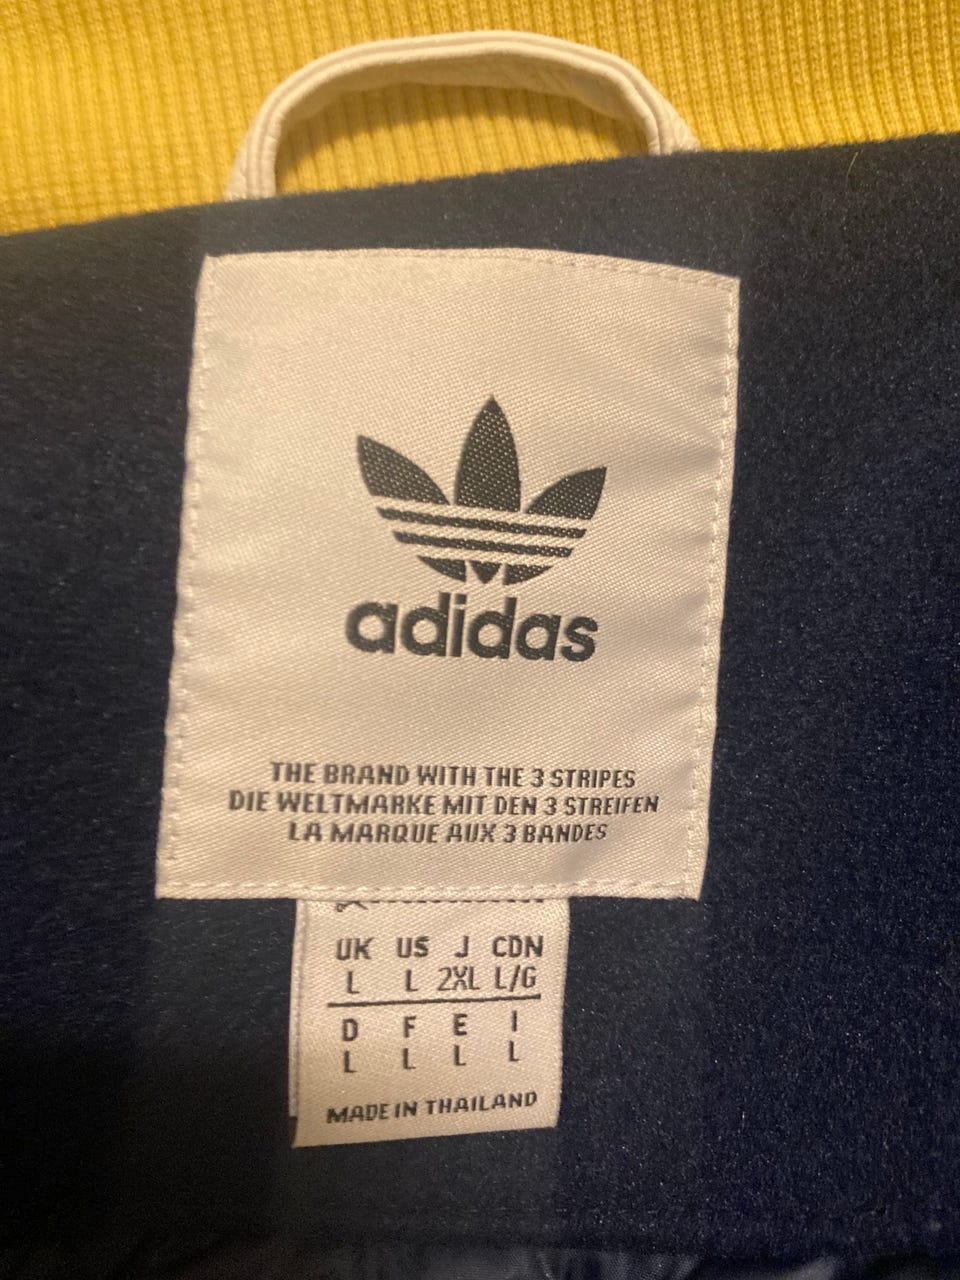 adidas
THE BRAND WITH THE 3 STRIPES
DIE WELTMARKE MIT DEN 3 STREIFEN
LA MARQUE AUX 3 BANDES
UK US J CDN
L L 2XL L/G
D F E I
L L L L
MADE IN THAILAND